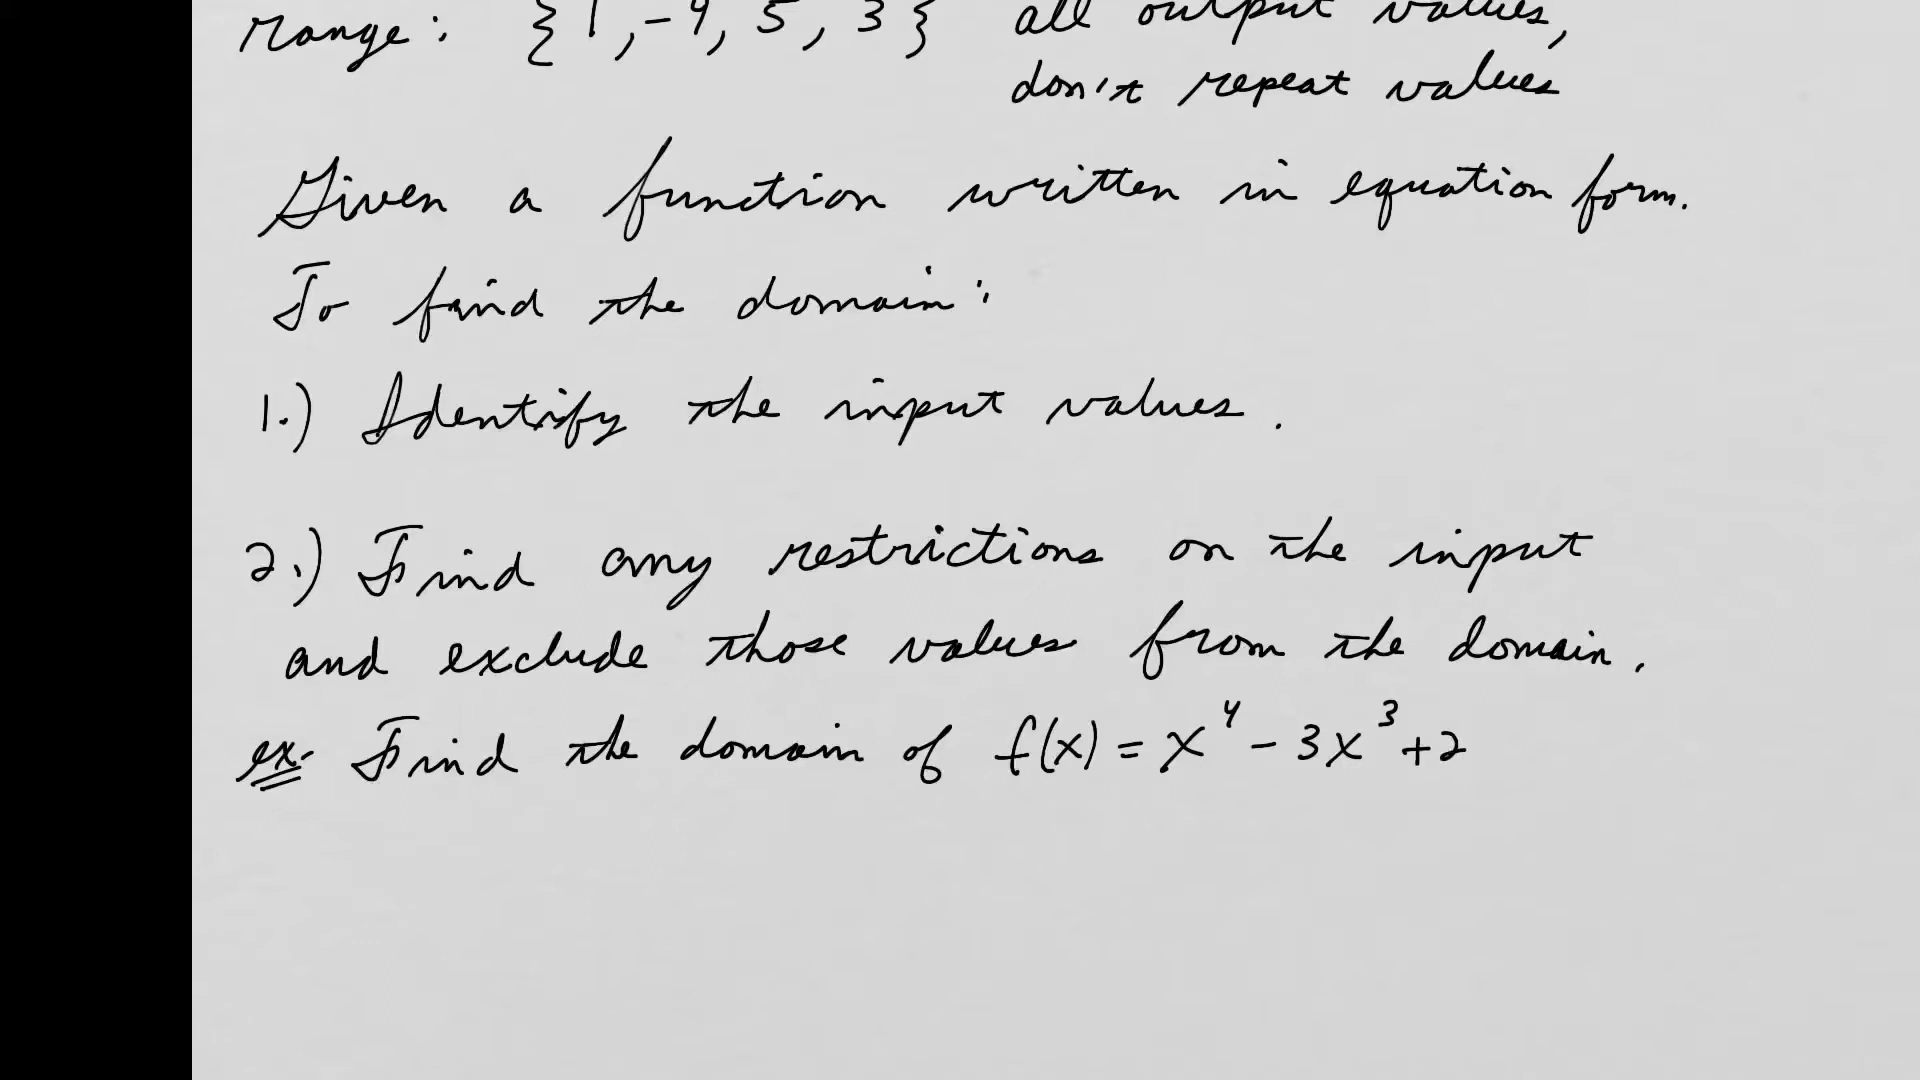 range: {1, -4, 5, 3} all output values,
don't repeat values
Given a function written in equation form.
To find the domain:
1.) Identify the input values.
2.) Find any restrictions on the input
and exclude those values from the domain.
ex. Find the domain of f(x) = x⁴ - 3x³ + 2